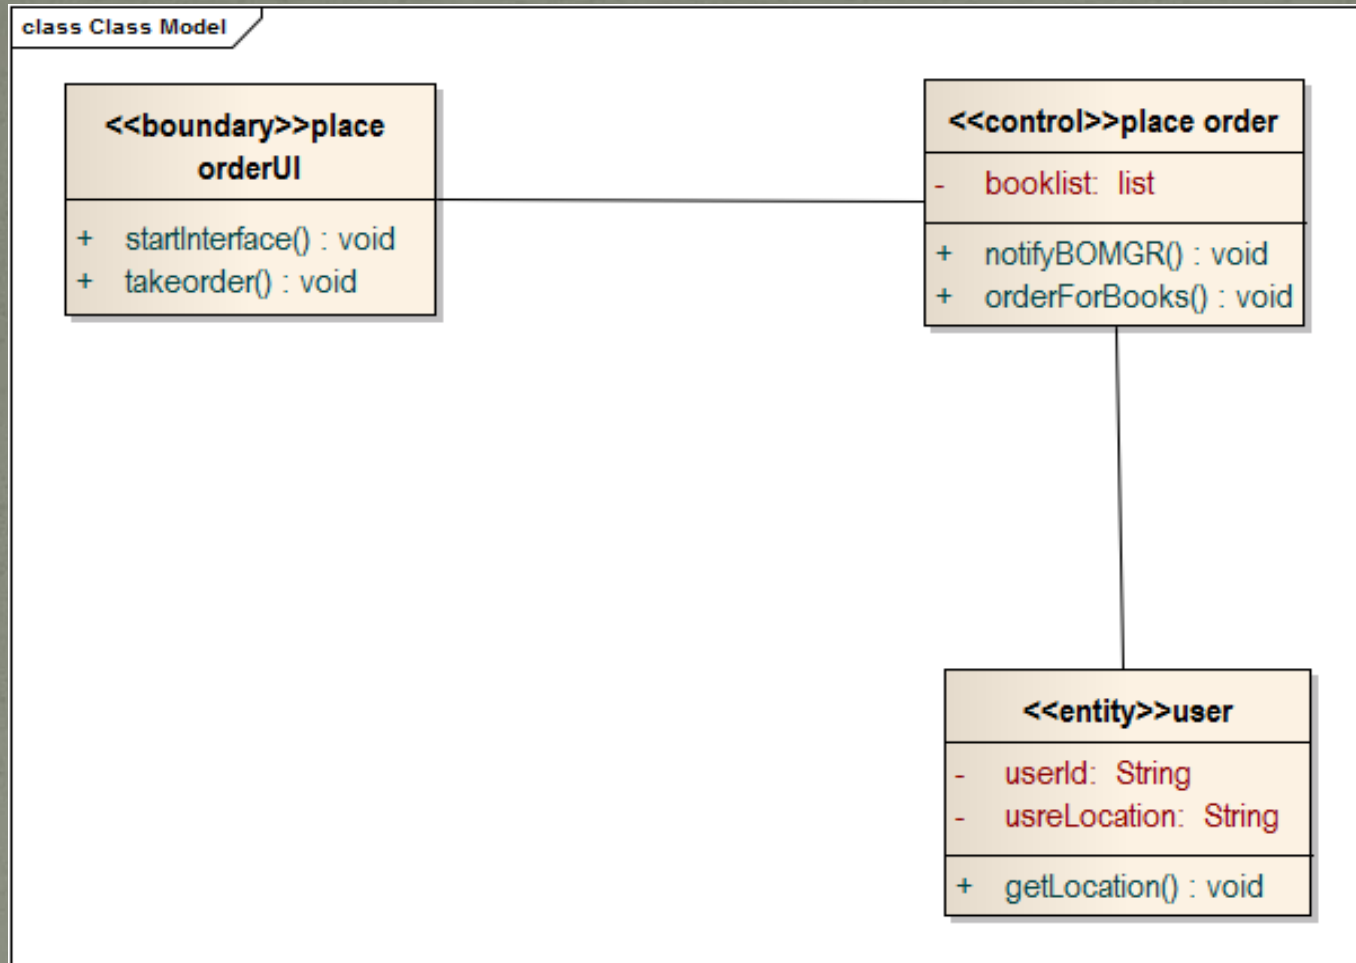 class Class Model
<<boundary>>place
orderUI
+ startInterface() : void
+ takeorder() : void
<<control>>place order
- booklist: list
+ notifyBOMGR() : void
+ orderForBooks() : void
<<entity>>user
- userId: String
- usreLocation: String
+ getLocation() : void